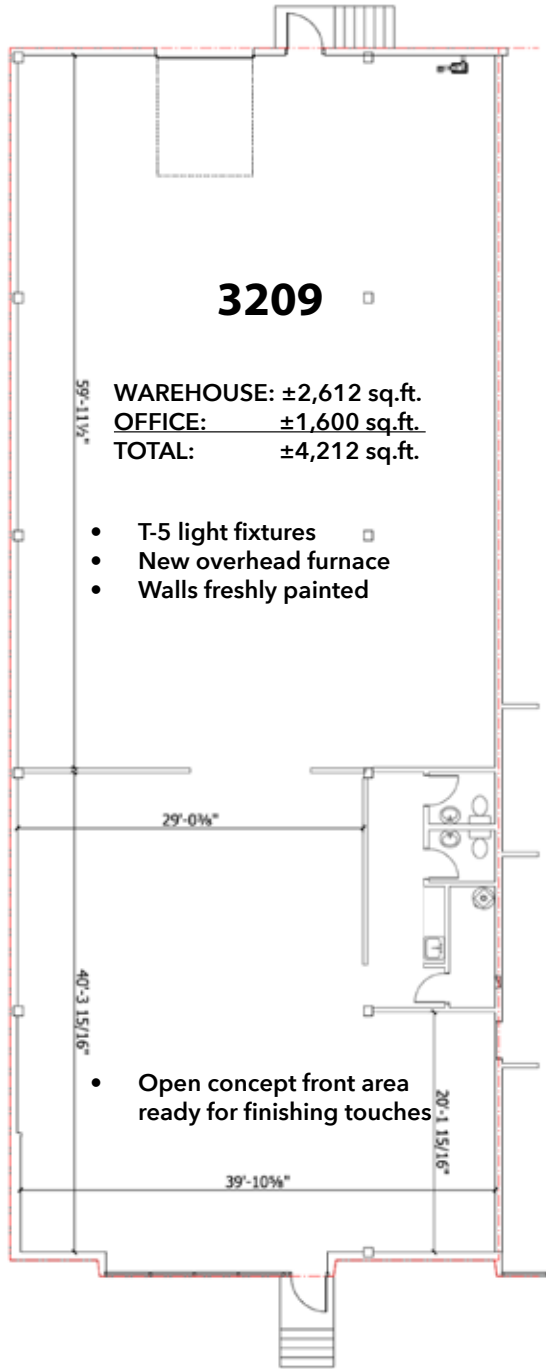 3209
WAREHOUSE: ±2,612 sq.ft.
OFFICE: ±1,600 sq.ft.
TOTAL: ±4,212 sq.ft.
59'-11½"
• T-5 light fixtures
• New overhead furnace
• Walls freshly painted
29'-0⅜"
40'-3 15/16"
• Open concept front area
ready for finishing touches
20'-1 15/16"
39'-10⅝"